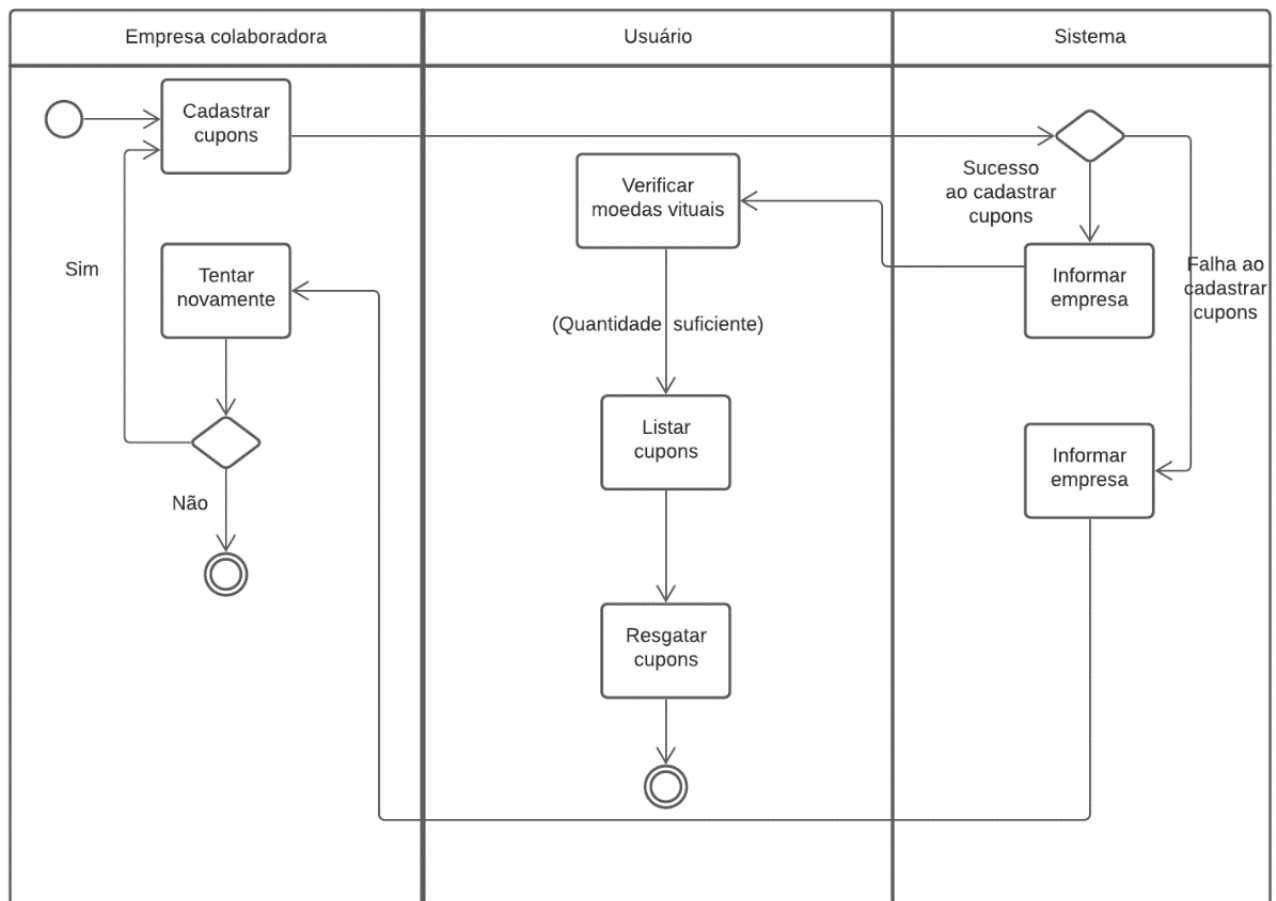 Empresa colaboradora
Usuário
Sistema
Cadastrar
cupons
Sim
Tentar
novamente
Não
Verificar
moedas vituais
(Quantidade suficiente)
Listar
cupons
Resgatar
cupons
Sucesso
ao cadastrar
cupons
Informar
empresa
Falha ao
cadastrar
cupons
Informar
empresa